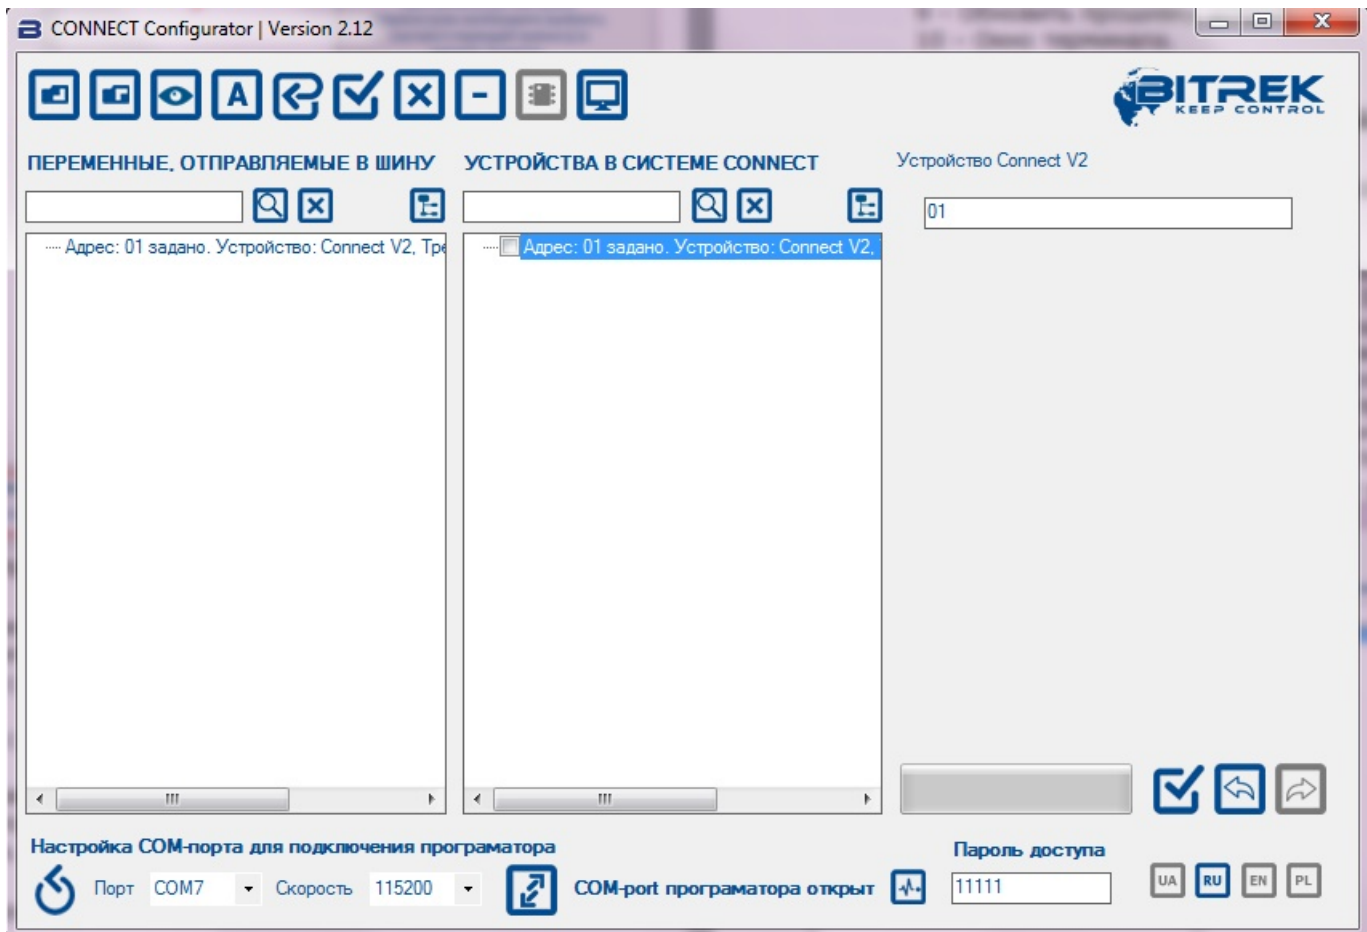 CONNECT Configurator | Version 2.12
A
BITREK
KEEP CONTROL
ПЕРЕМЕННЫЕ, ОТПРАВЛЯЕМЫЕ В ШИНУ
УСТРОЙСТВА В СИСТЕМЕ CONNECT
Устройство Connect V2
01
Адрес: 01 задано. Устройство: Connect V2, Тре
Адрес: 01 задано. Устройство: Connect V2,
Настройка COM-порта для подключения програматора
Пароль доступа
Порт COM7 Скорость 115200 COM-port програматора открыт 11111 UA RU EN PL